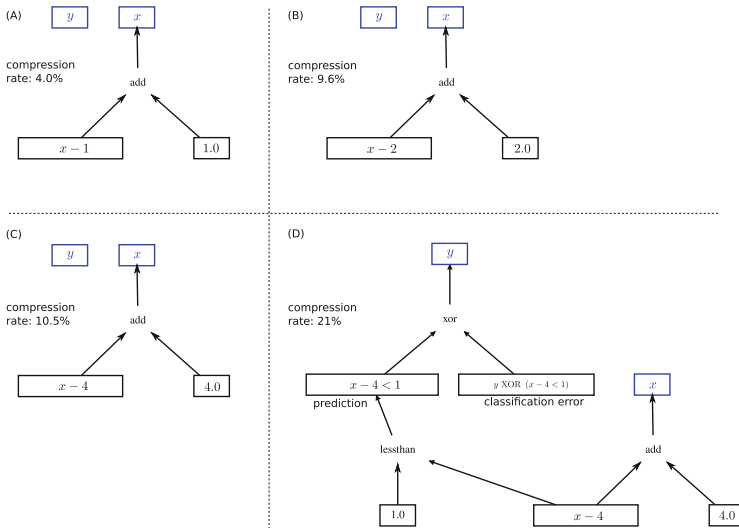 (A)
y
x
compression
rate: 4.0%
add
x − 1
1.0
(B)
y
x
compression
rate: 9.6%
add
x − 2
2.0
(C)
y
x
compression
rate: 10.5%
add
x − 4
4.0
(D)
y
compression
rate: 21%
xor
x − 4 < 1
y XOR (x − 4 < 1)
x
prediction
classification error
lessthan
add
1.0
x − 4
4.0